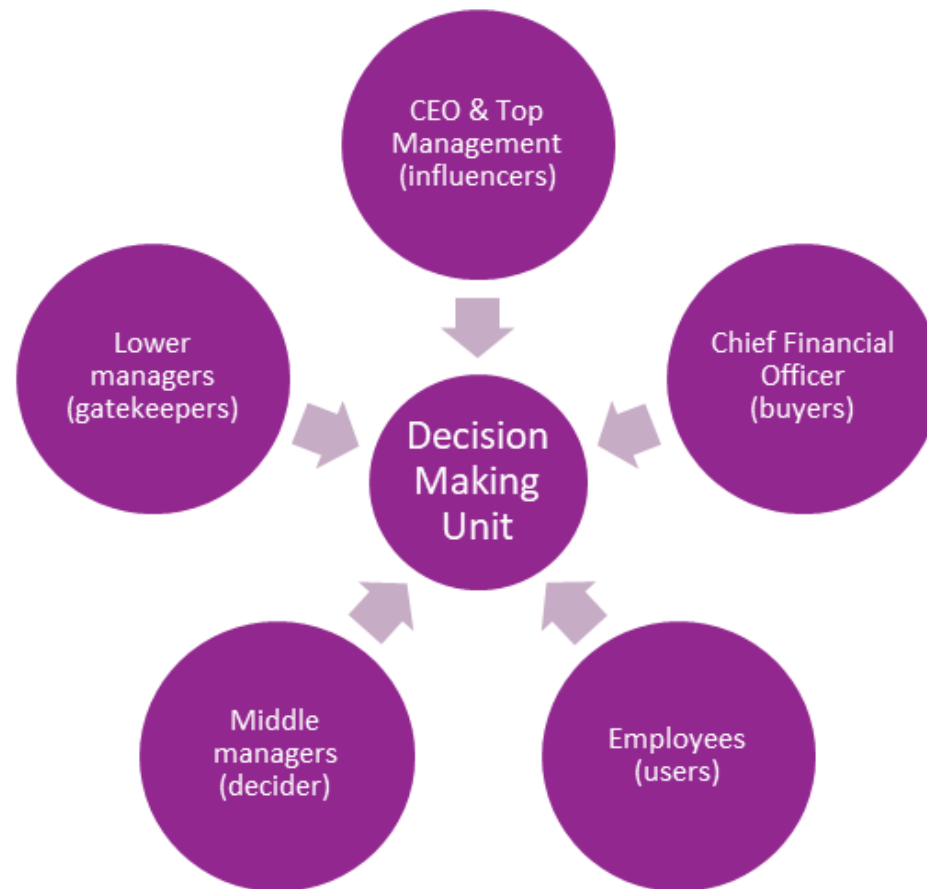 CEO & Top
Management
(influencers)
Lower
managers
(gatekeepers)
Chief Financial
Officer
(buyers)
Decision
Making
Unit
Middle
managers
(decider)
Employees
(users)